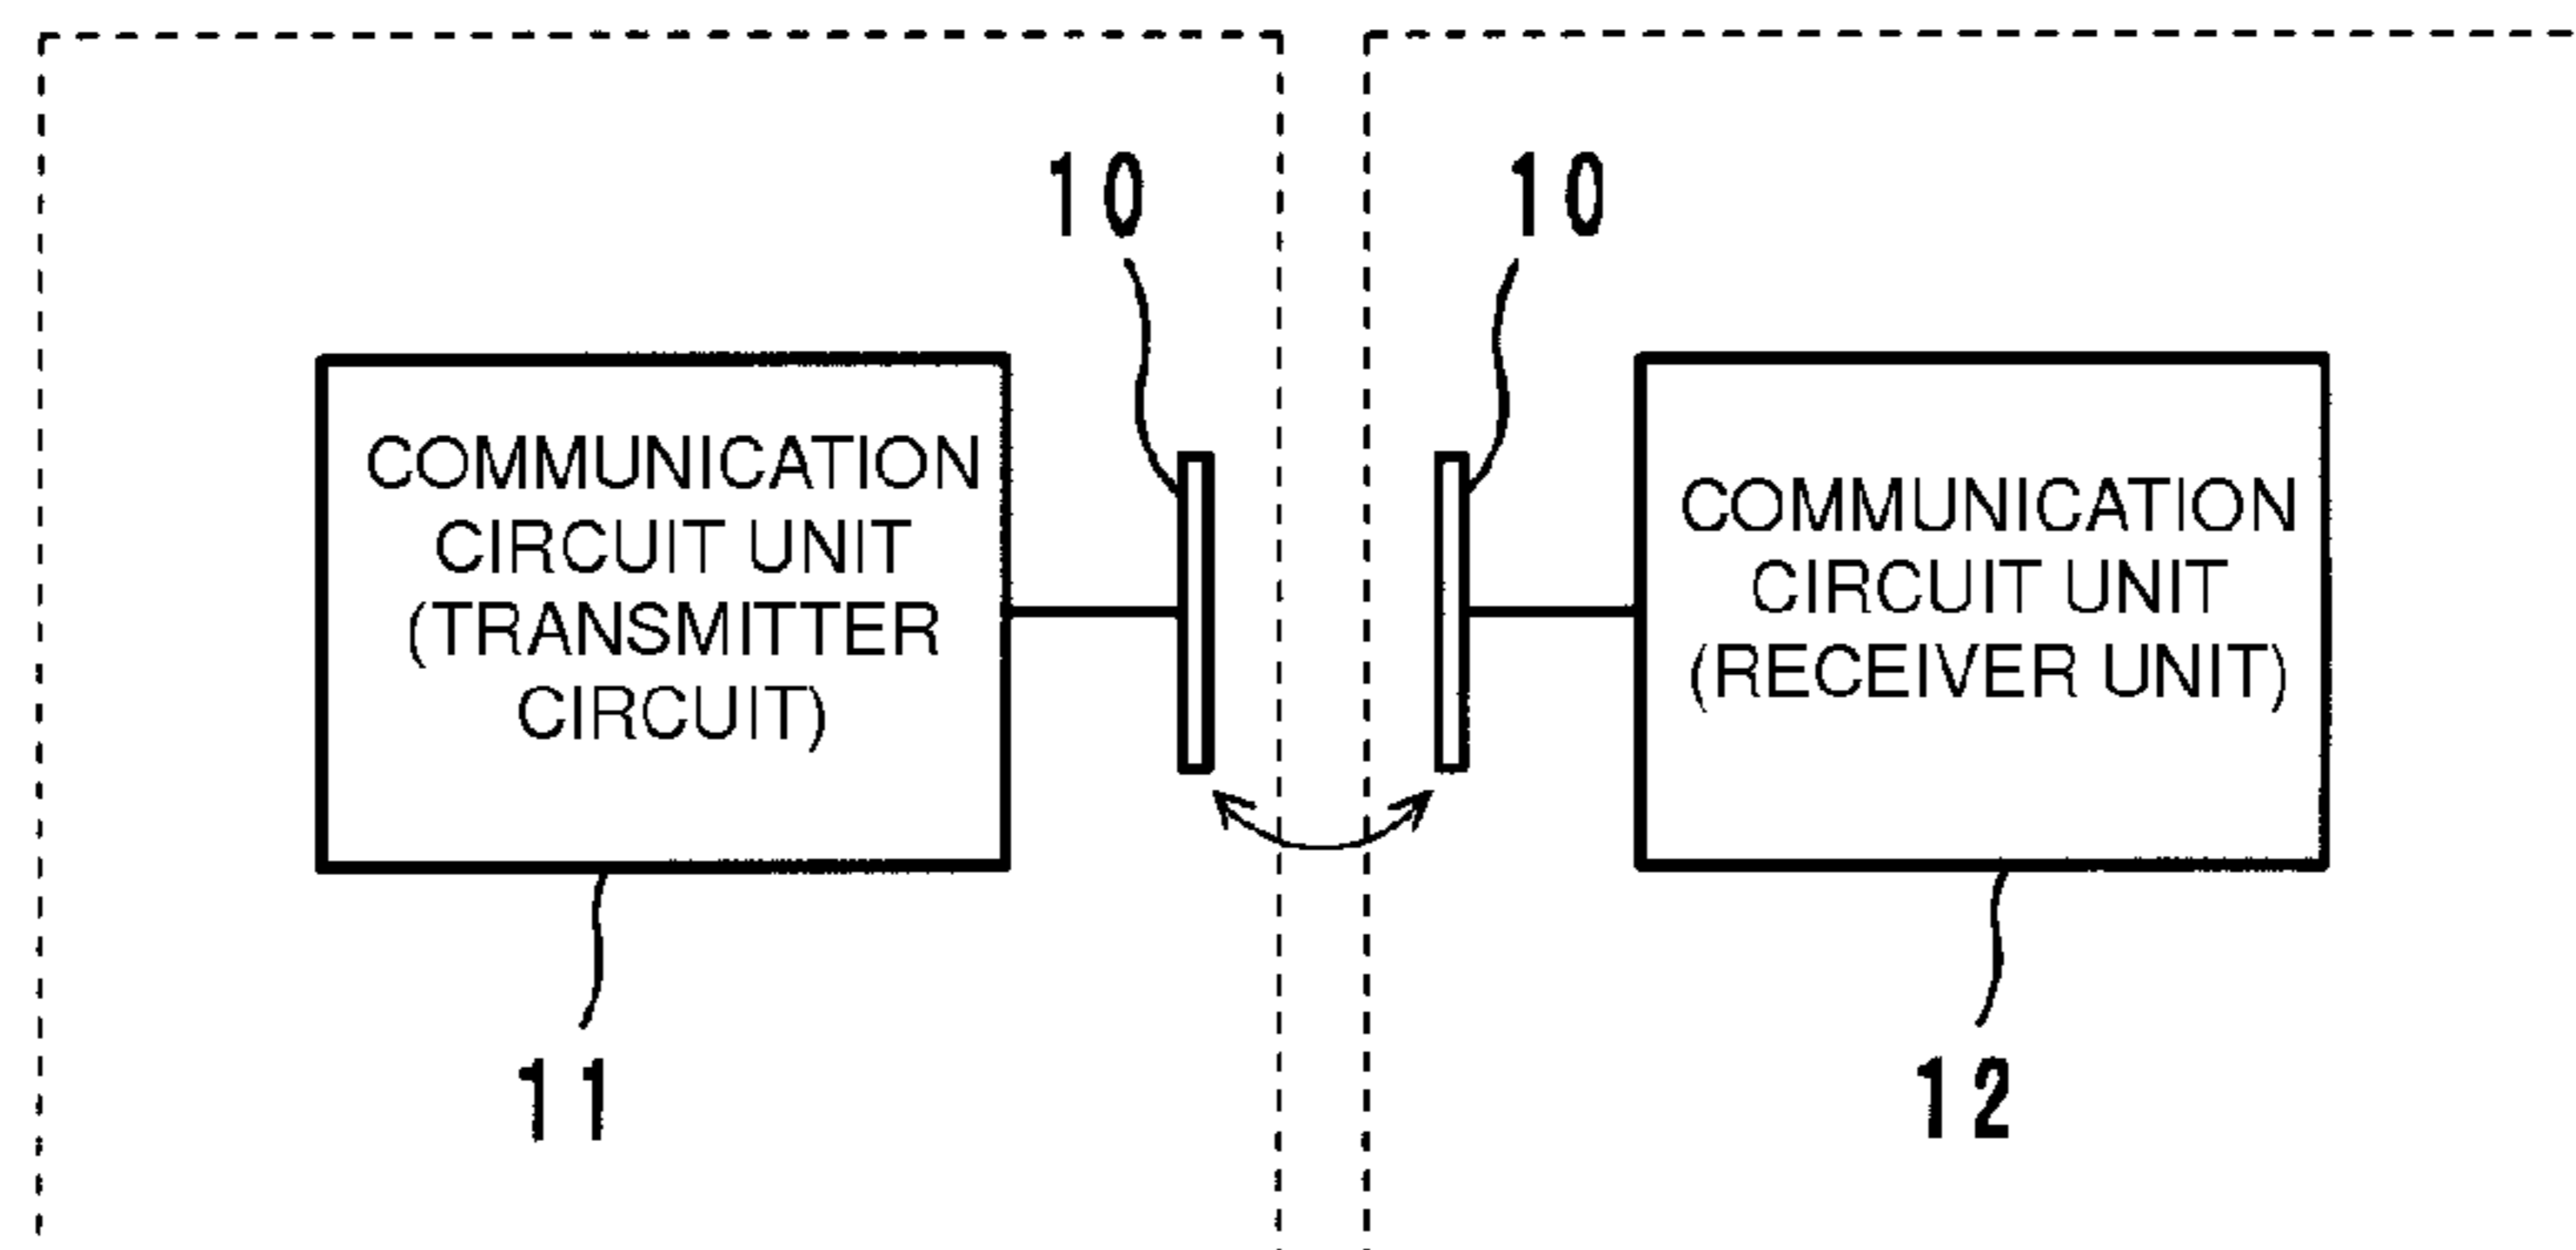 10 10
COMMUNICATION
CIRCUIT UNIT
(TRANSMITTER
CIRCUIT)
COMMUNICATION
CIRCUIT UNIT
(RECEIVER UNIT)
11 12